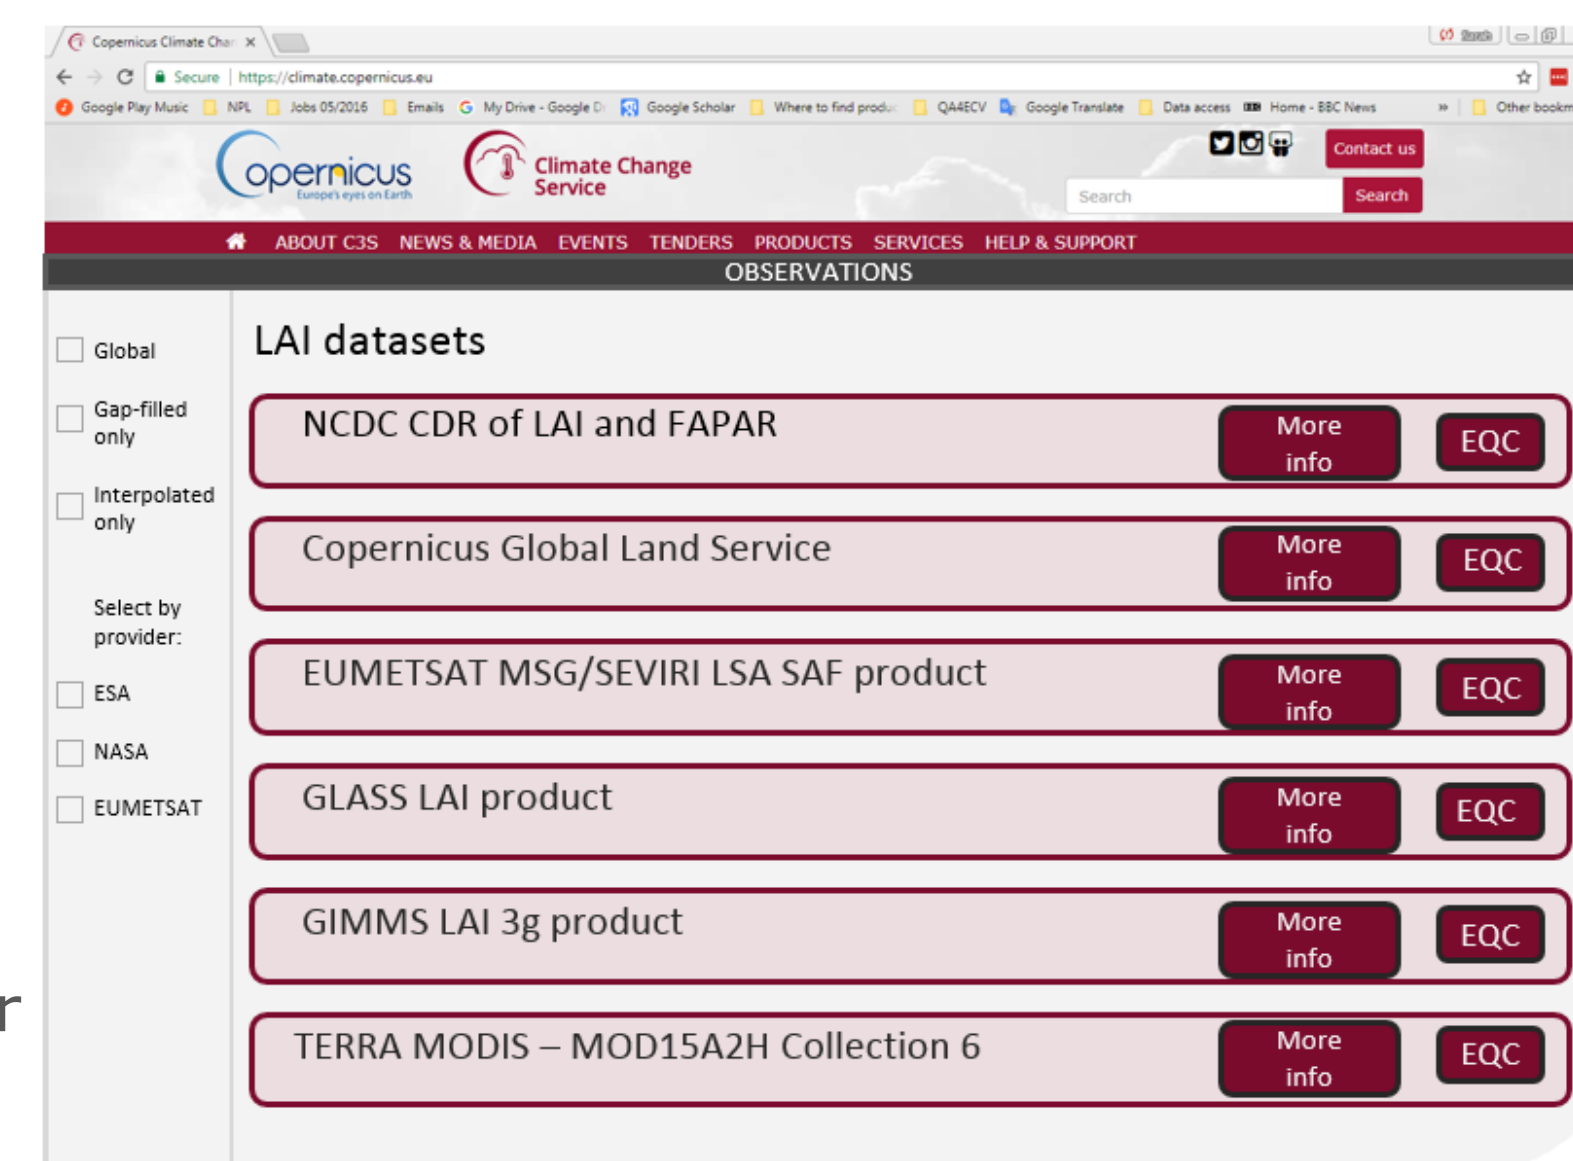 Copernicus Climate Chan
Secure | https://climate.copernicus.eu
Google Play Music NPL Jobs 05/2016 Emails My Drive - Google Dr Google Scholar Where to find produc QA4ECV Google Translate Data access BBC Home - BBC News » Other bookm
Copernicus
Europe's eyes on Earth
Climate Change
Service
Contact us
Search Search
ABOUT C3S NEWS & MEDIA EVENTS TENDERS PRODUCTS SERVICES HELP & SUPPORT
OBSERVATIONS
Global
Gap-filled
only
Interpolated
only
Select by
provider:
ESA
NASA
EUMETSAT
LAI datasets
NCDC CDR of LAI and FAPAR
More
info
EQC
Copernicus Global Land Service
More
info
EQC
EUMETSAT MSG/SEVIRI LSA SAF product
More
info
EQC
GLASS LAI product
More
info
EQC
GIMMS LAI 3g product
More
info
EQC
TERRA MODIS – MOD15A2H Collection 6
More
info
EQC
r